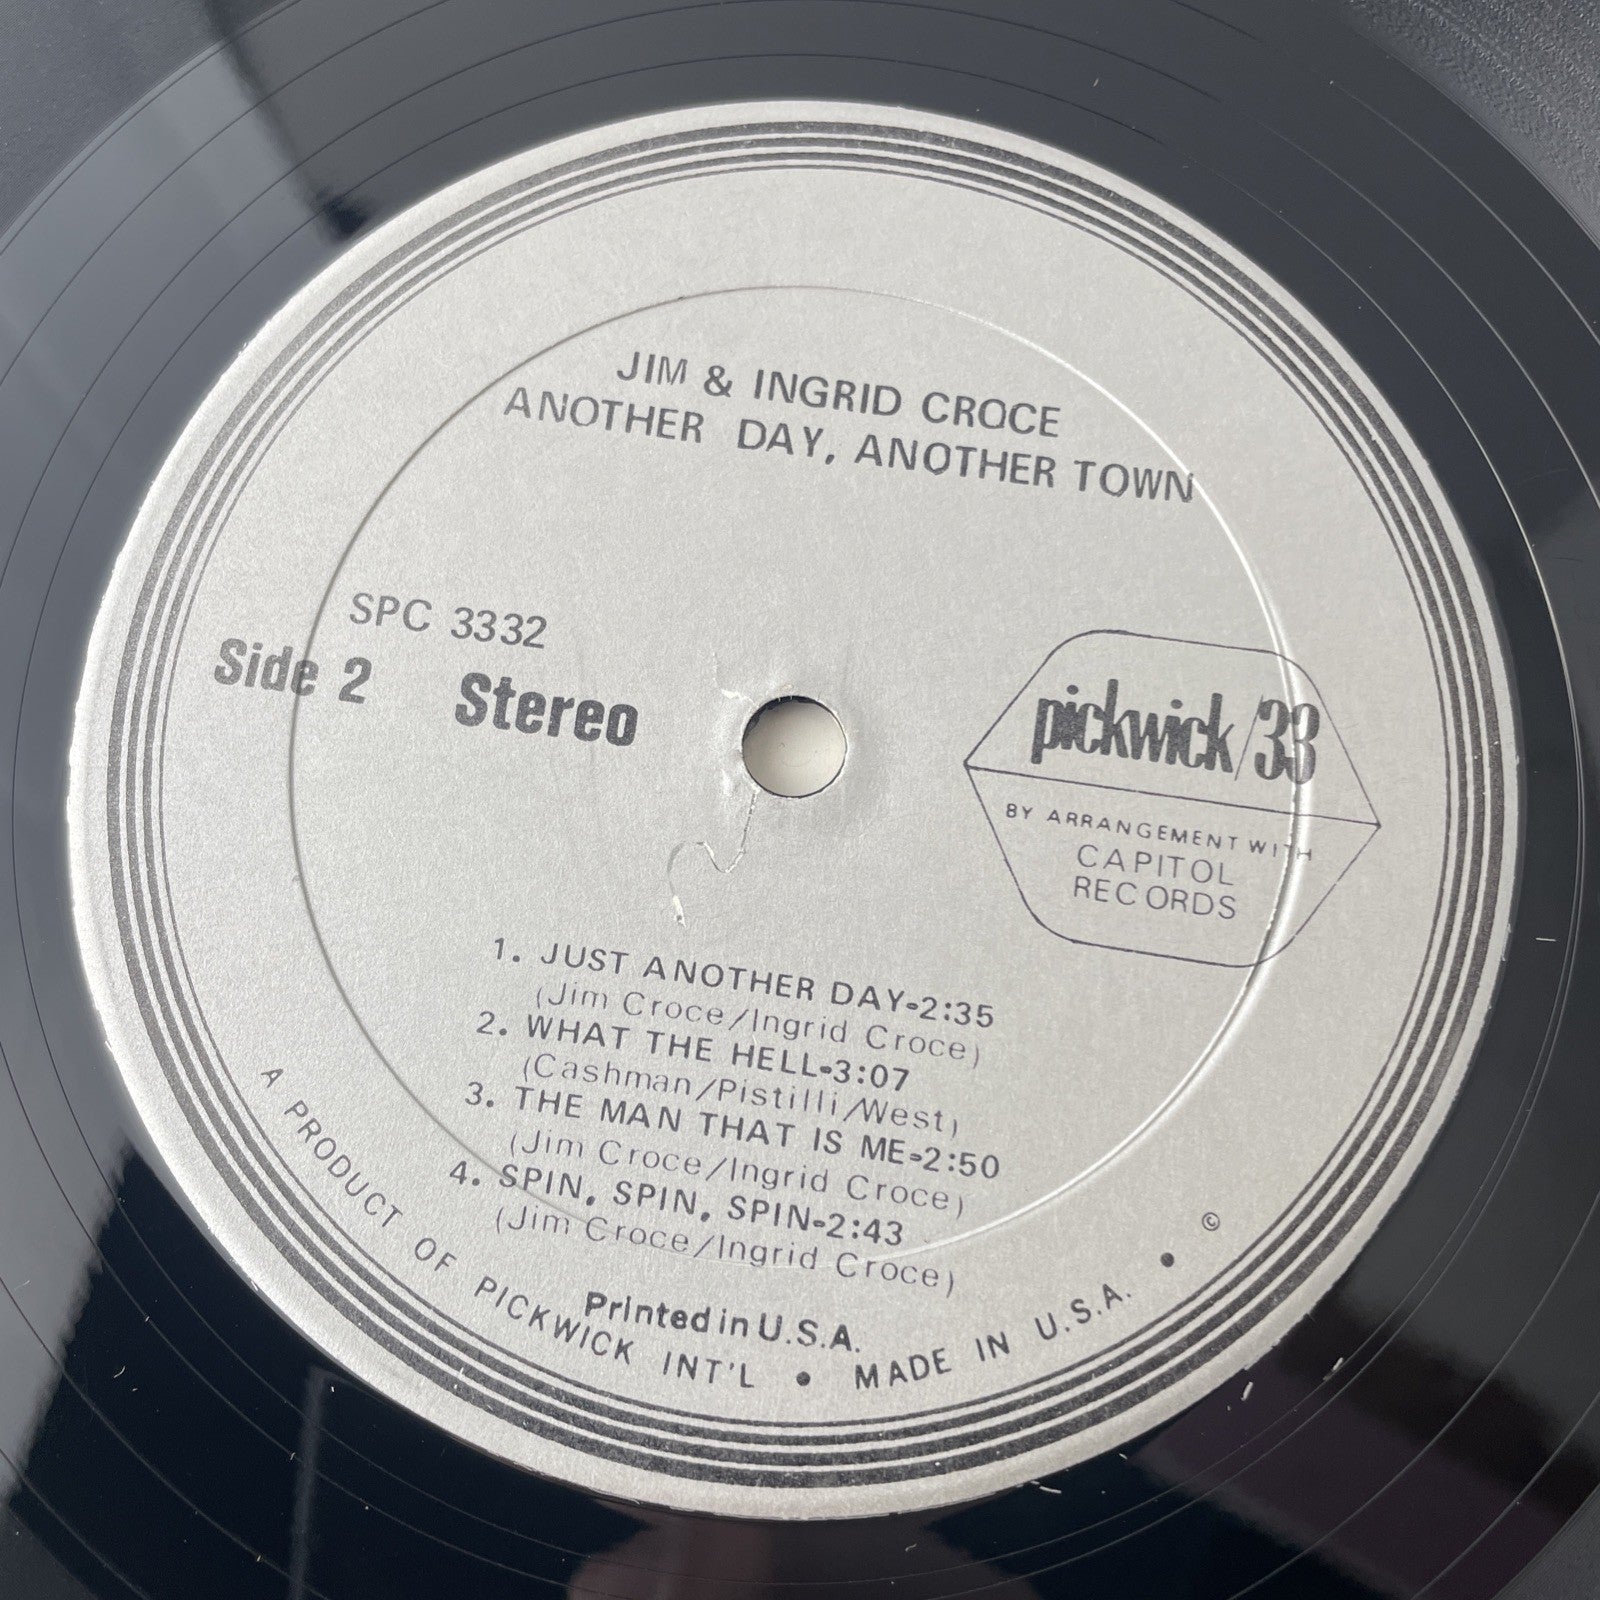 JIM & INGRID CROCE
ANOTHER DAY, ANOTHER TOWN
SPC 3332
Side 2 Stereo
pickwick/33
BY ARRANGEMENT WITH
CAPITOL
RECORDS
1. JUST ANOTHER DAY-2:35
(Jim Croce/Ingrid Croce)
2. WHAT THE HELL-3:07
(Cashman/Pistilli/West)
3. THE MAN THAT IS ME-2:50
(Jim Croce/Ingrid Croce)
4. SPIN, SPIN, SPIN-2:43
(Jim Croce/Ingrid Croce)
Printed in U.S.A.
A PRODUCT OF PICKWICK INT'L • MADE IN U.S.A. • ©